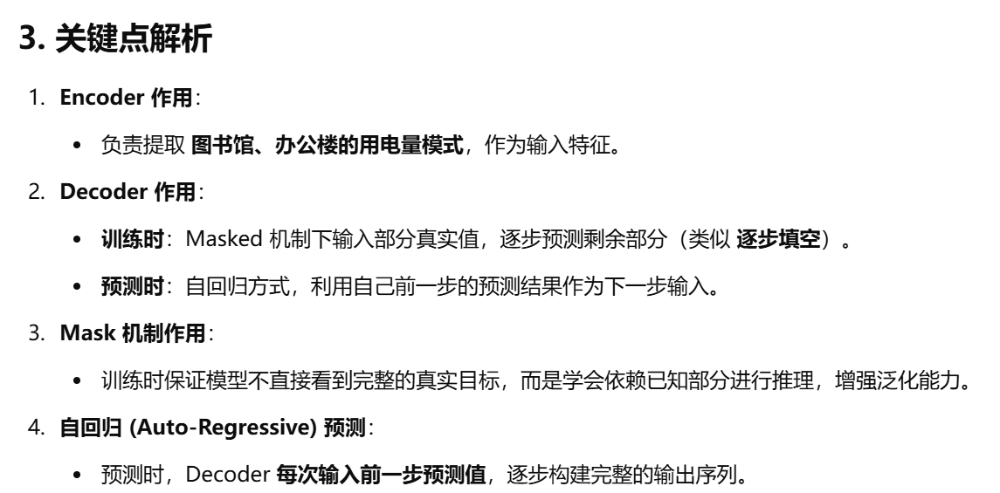 3. 关键点解析
1. Encoder 作用：
• 负责提取 图书馆、办公楼的用电量模式，作为输入特征。
2. Decoder 作用：
• 训练时：Masked 机制下输入部分真实值，逐步预测剩余部分（类似 逐步填空）。
• 预测时：自回归方式，利用自己前一步的预测结果作为下一步输入。
3. Mask 机制作用：
• 训练时保证模型不直接看到完整的真实目标，而是学会依赖已知部分进行推理，增强泛化能力。
4. 自回归 (Auto-Regressive) 预测：
• 预测时，Decoder 每次输入前一步预测值，逐步构建完整的输出序列。